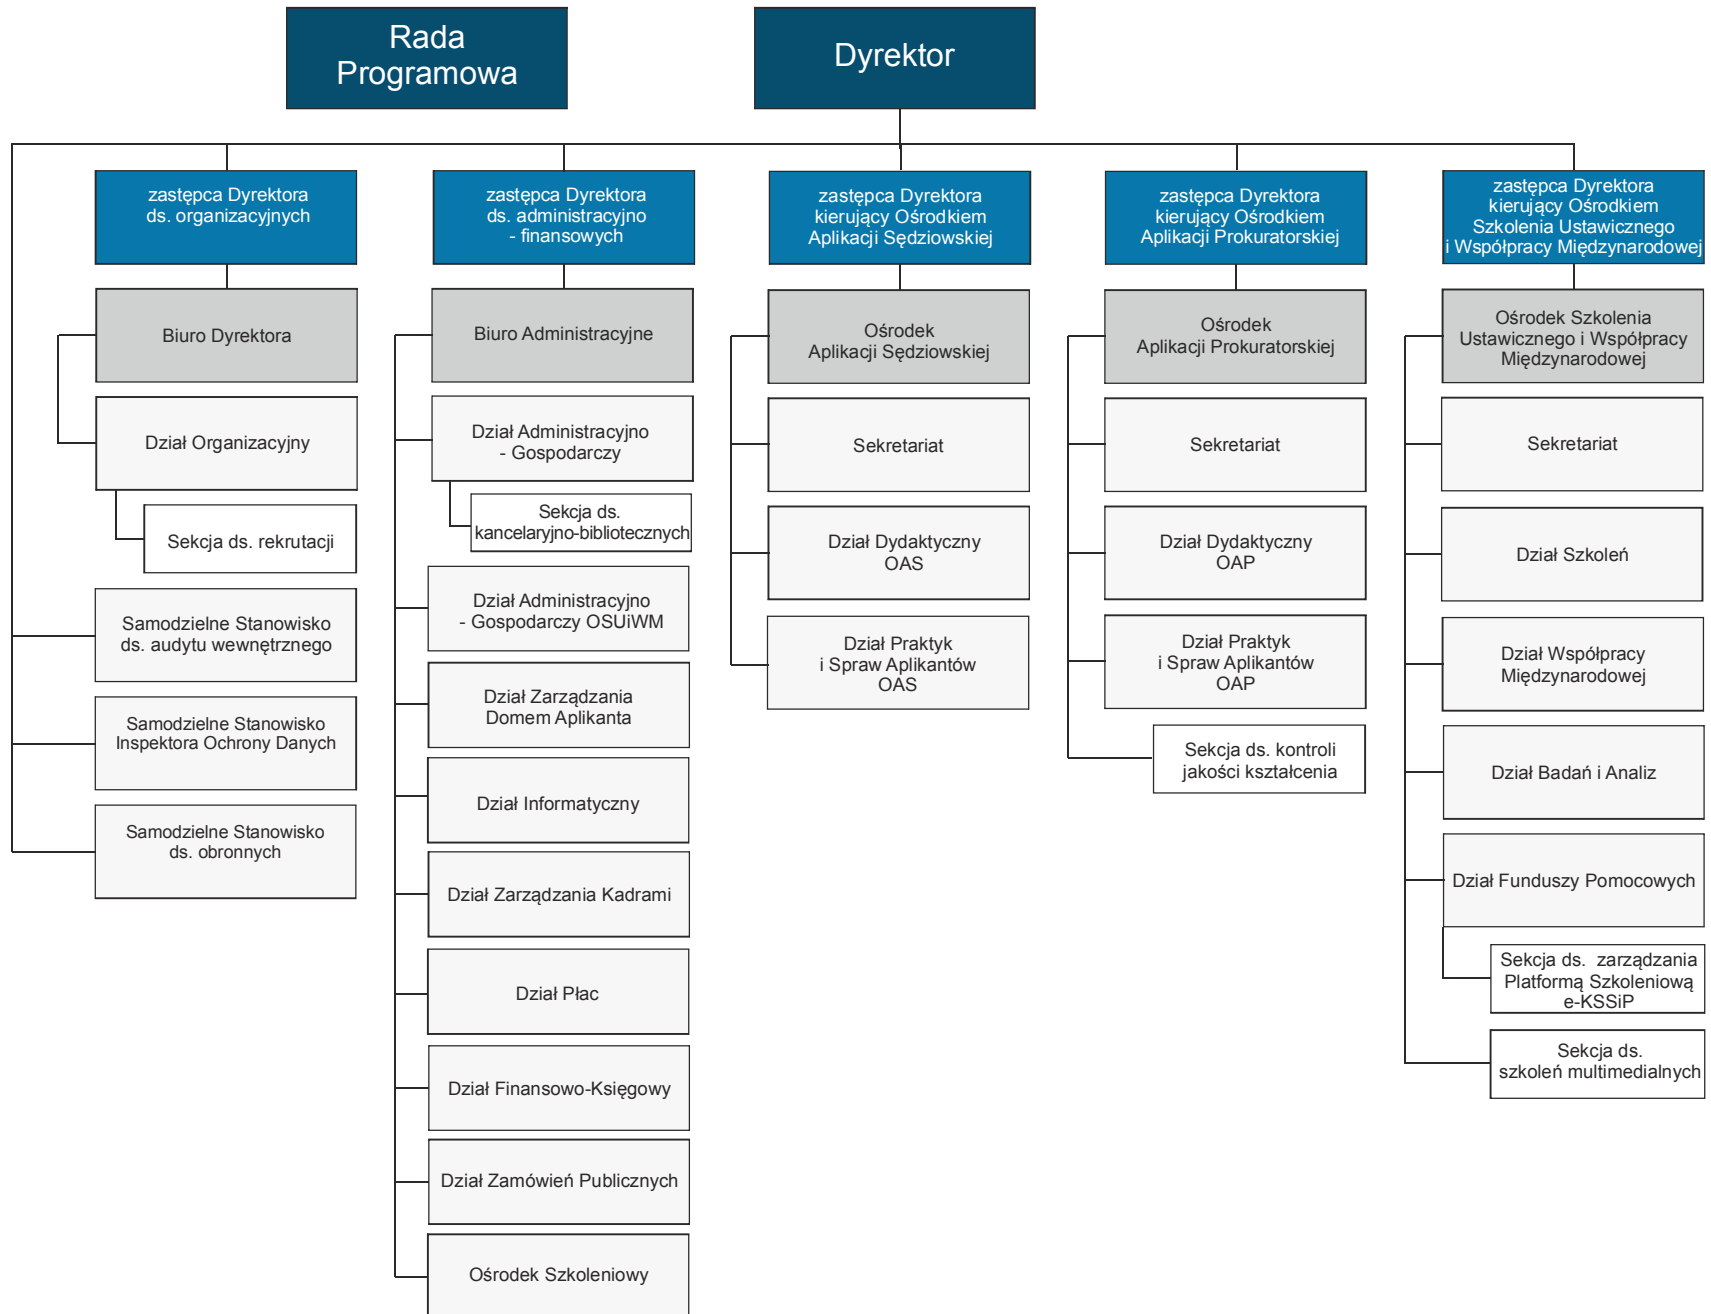 Rada
Programowa
Dyrektor
zastępca Dyrektora
ds. organizacyjnych
zastępca Dyrektora
ds. administracyjno
- finansowych
zastępca Dyrektora
kierujący Ośrodkiem
Aplikacji Sędziowskiej
zastępca Dyrektora
kierujący Ośrodkiem
Aplikacji Prokuratorskiej
zastępca Dyrektora
kierujący Ośrodkiem
Szkolenia Ustawicznego
i Współpracy Międzynarodowej
Biuro Dyrektora
Dział Organizacyjny
Sekcja ds. rekrutacji
Samodzielne Stanowisko
ds. audytu wewnętrznego
Samodzielne Stanowisko
Inspektora Ochrony Danych
Samodzielne Stanowisko
ds. obronnych
Biuro Administracyjne
Dział Administracyjno
- Gospodarczy
Sekcja ds.
kancelaryjno-bibliotecznych
Dział Administracyjno
- Gospodarczy OSUiWM
Dział Zarządzania
Domem Aplikanta
Dział Informatyczny
Dział Zarządzania Kadrami
Dział Płac
Dział Finansowo-Księgowy
Dział Zamówień Publicznych
Ośrodek Szkoleniowy
Ośrodek
Aplikacji Sędziowskiej
Sekretariat
Dział Dydaktyczny
OAS
Dział Praktyk
i Spraw Aplikantów
OAS
Ośrodek
Aplikacji Prokuratorskiej
Sekretariat
Dział Dydaktyczny
OAP
Dział Praktyk
i Spraw Aplikantów
OAP
Sekcja ds. kontroli
jakości kształcenia
Ośrodek Szkolenia
Ustawicznego i Współpracy
Międzynarodowej
Sekretariat
Dział Szkoleń
Dział Współpracy
Międzynarodowej
Dział Badań i Analiz
Dział Funduszy Pomocowych
Sekcja ds. zarządzania
Platformą Szkoleniową
e-KSSiP
Sekcja ds.
szkoleń multimedialnych